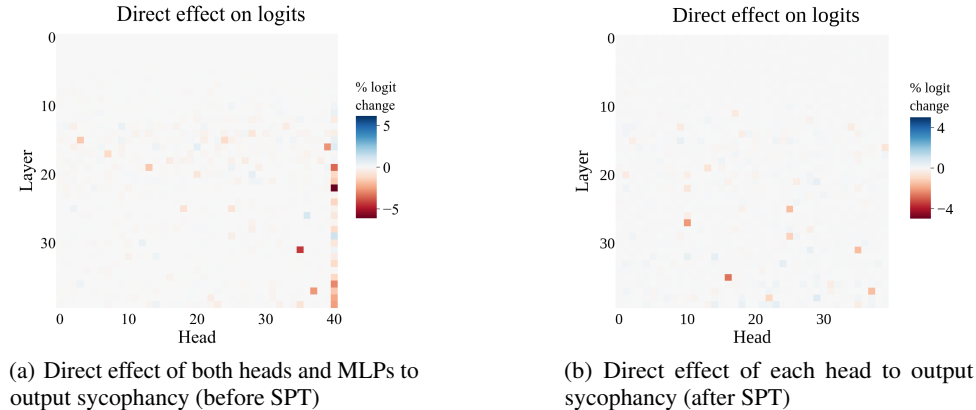 Direct effect on logits
0
10
20
30
Layer
0
10
20
30
40
Head
% logit
change
5
0
−5
(a) Direct effect of both heads and MLPs to
output sycophancy (before SPT)
Direct effect on logits
0
10
20
30
Layer
0
10
20
30
Head
% logit
change
4
0
−4
(b) Direct effect of each head to output
sycophancy (after SPT)